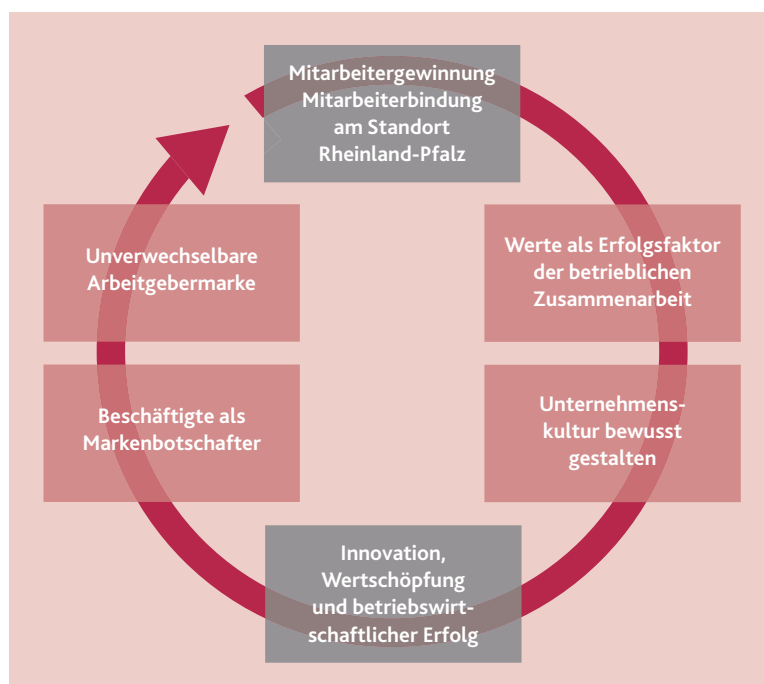 Mitarbeitergewinnung
Mitarbeiterbindung
am Standort
Rheinland-Pfalz
Werte als Erfolgsfaktor
der betrieblichen
Zusammenarbeit
Unternehmens-
kultur bewusst
gestalten
Innovation,
Wertschöpfung
und betriebswirt-
schaftlicher Erfolg
Beschäftigte als
Markenbotschafter
Unverwechselbare
Arbeitgebermarke